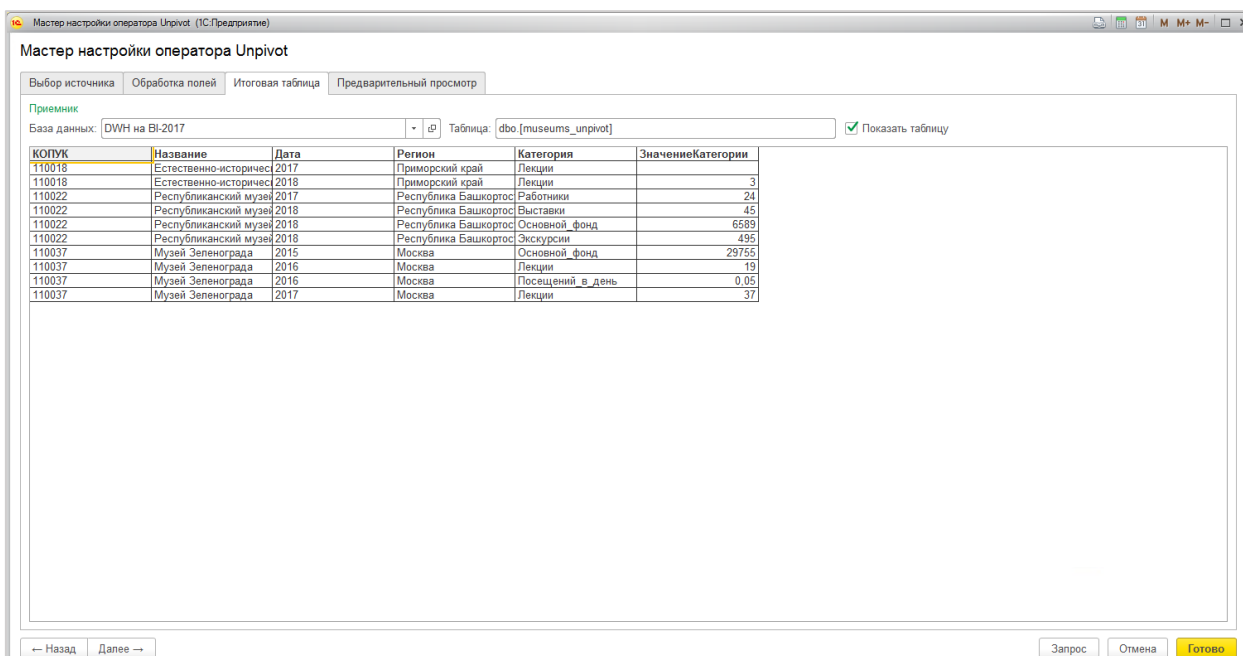 Мастер настройки оператора Unpivot (1С:Предприятие) 31 M M+ M-
Мастер настройки оператора Unpivot
Выбор источника Обработка полей Итоговая таблица Предварительный просмотр
Приемник
База данных: DWH на BI-2017 Таблица: dbo.[museums_unpivot] Показать таблицу
КОПУК Название Дата Регион Категория ЗначениеКатегории
110018 Естественно-историчес 2017 Приморский край Лекции
110018 Естественно-историчес 2018 Приморский край Лекции 3
110022 Республиканский музей 2017 Республика Башкортос Работники 24
110022 Республиканский музей 2018 Республика Башкортос Выставки 45
110022 Республиканский музей 2018 Республика Башкортос Основной_фонд 6589
110022 Республиканский музей 2018 Республика Башкортос Экскурсии 495
110037 Музей Зеленограда 2015 Москва Основной_фонд 29755
110037 Музей Зеленограда 2016 Москва Лекции 19
110037 Музей Зеленограда 2016 Москва Посещений_в_день 0,05
110037 Музей Зеленограда 2017 Москва Лекции 37
← Назад Далее → Запрос Отмена Готово